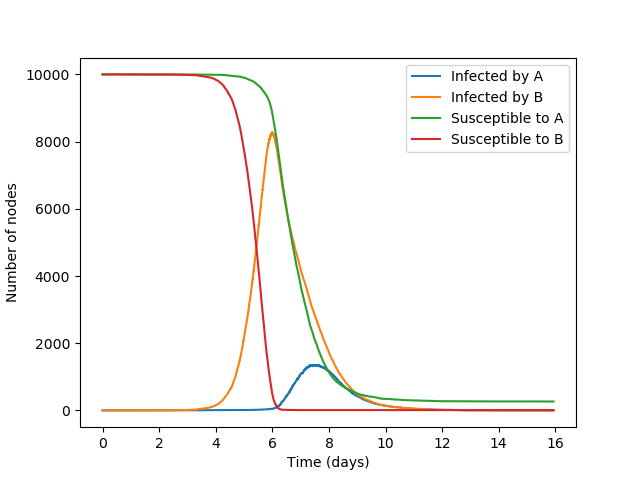 Infected by A
Infected by B
Susceptible to A
Susceptible to B
Number of nodes
10000
8000
6000
4000
2000
0
0 2 4 6 8 10 12 14 16
Time (days)